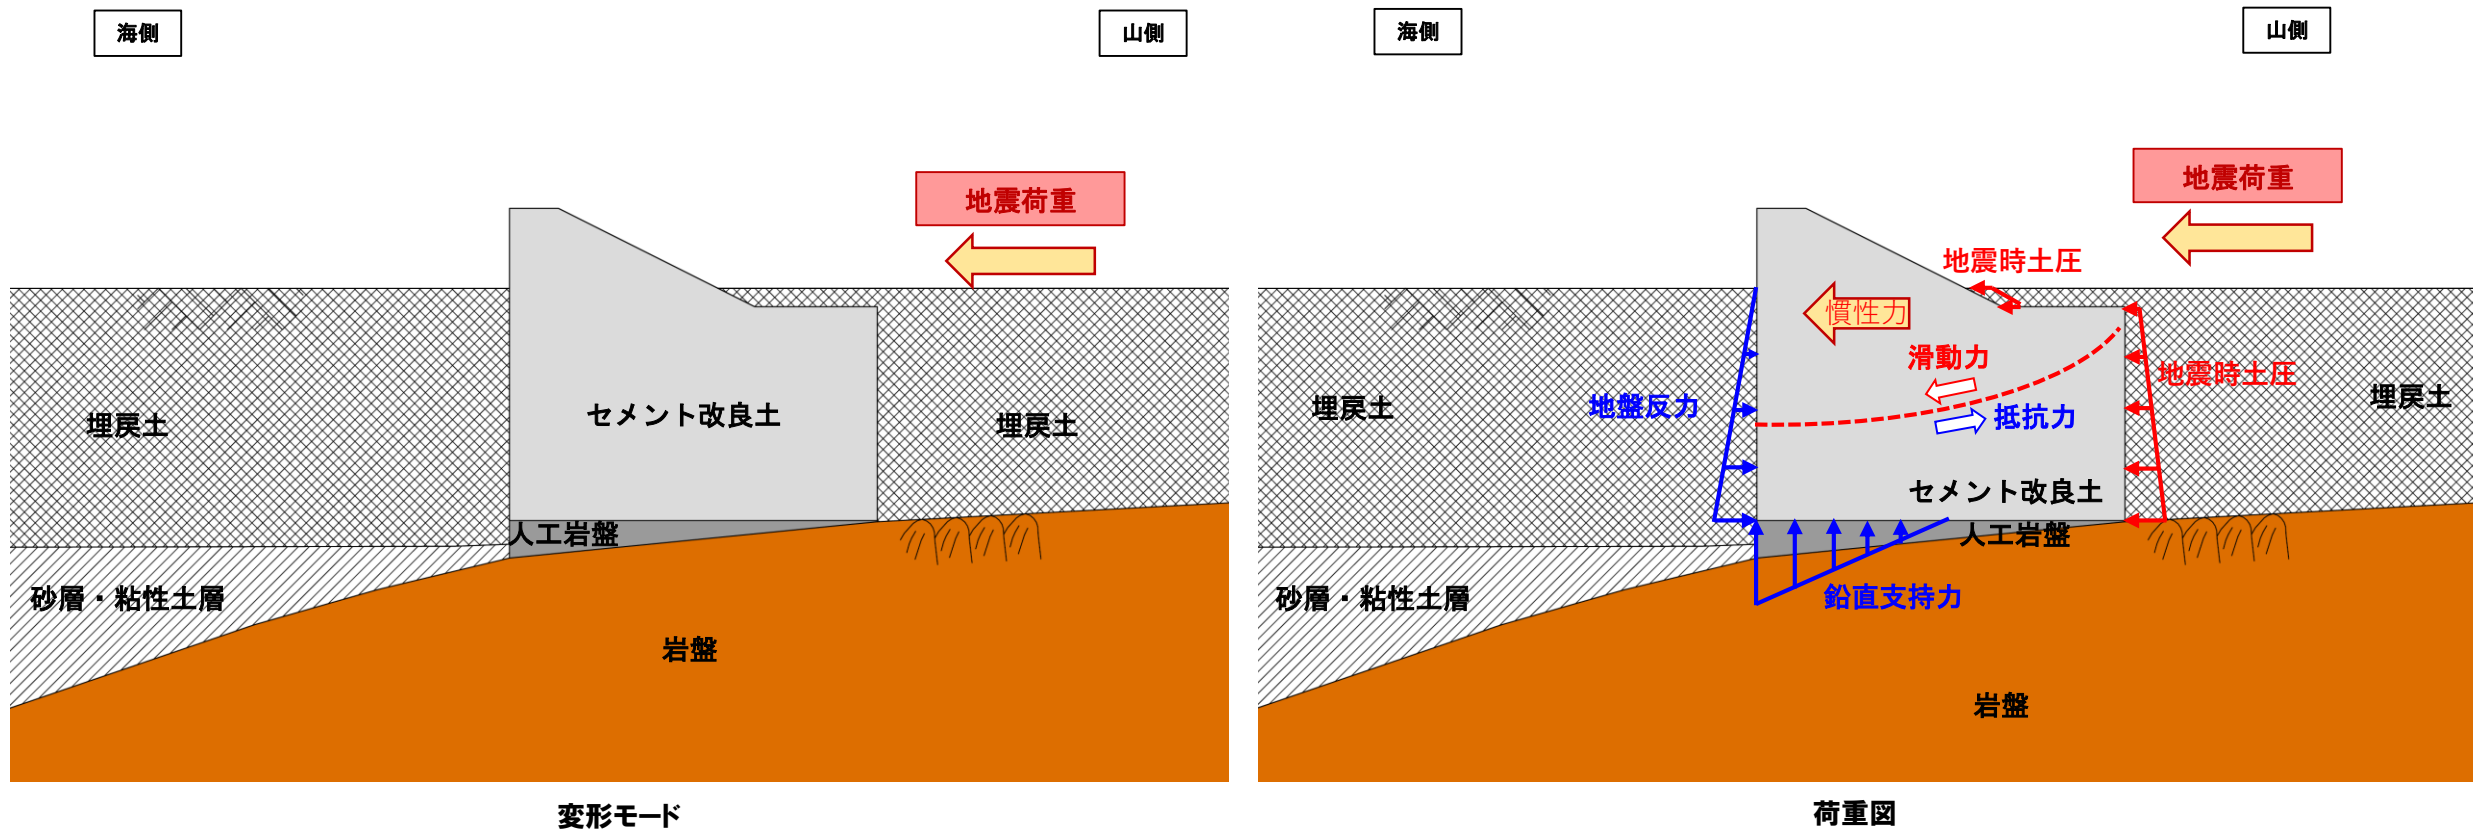 海側
山側
地震荷重
セメント改良土
埋戻土
埋戻土
人工岩盤
砂層・粘性土層
岩盤
変形モード
海側
山側
地震荷重
地震時土圧
慣性力
滑動力
地震時土圧
埋戻土
地盤反力
抵抗力
埋戻土
セメント改良土
人工岩盤
砂層・粘性土層
鉛直支持力
岩盤
荷重図